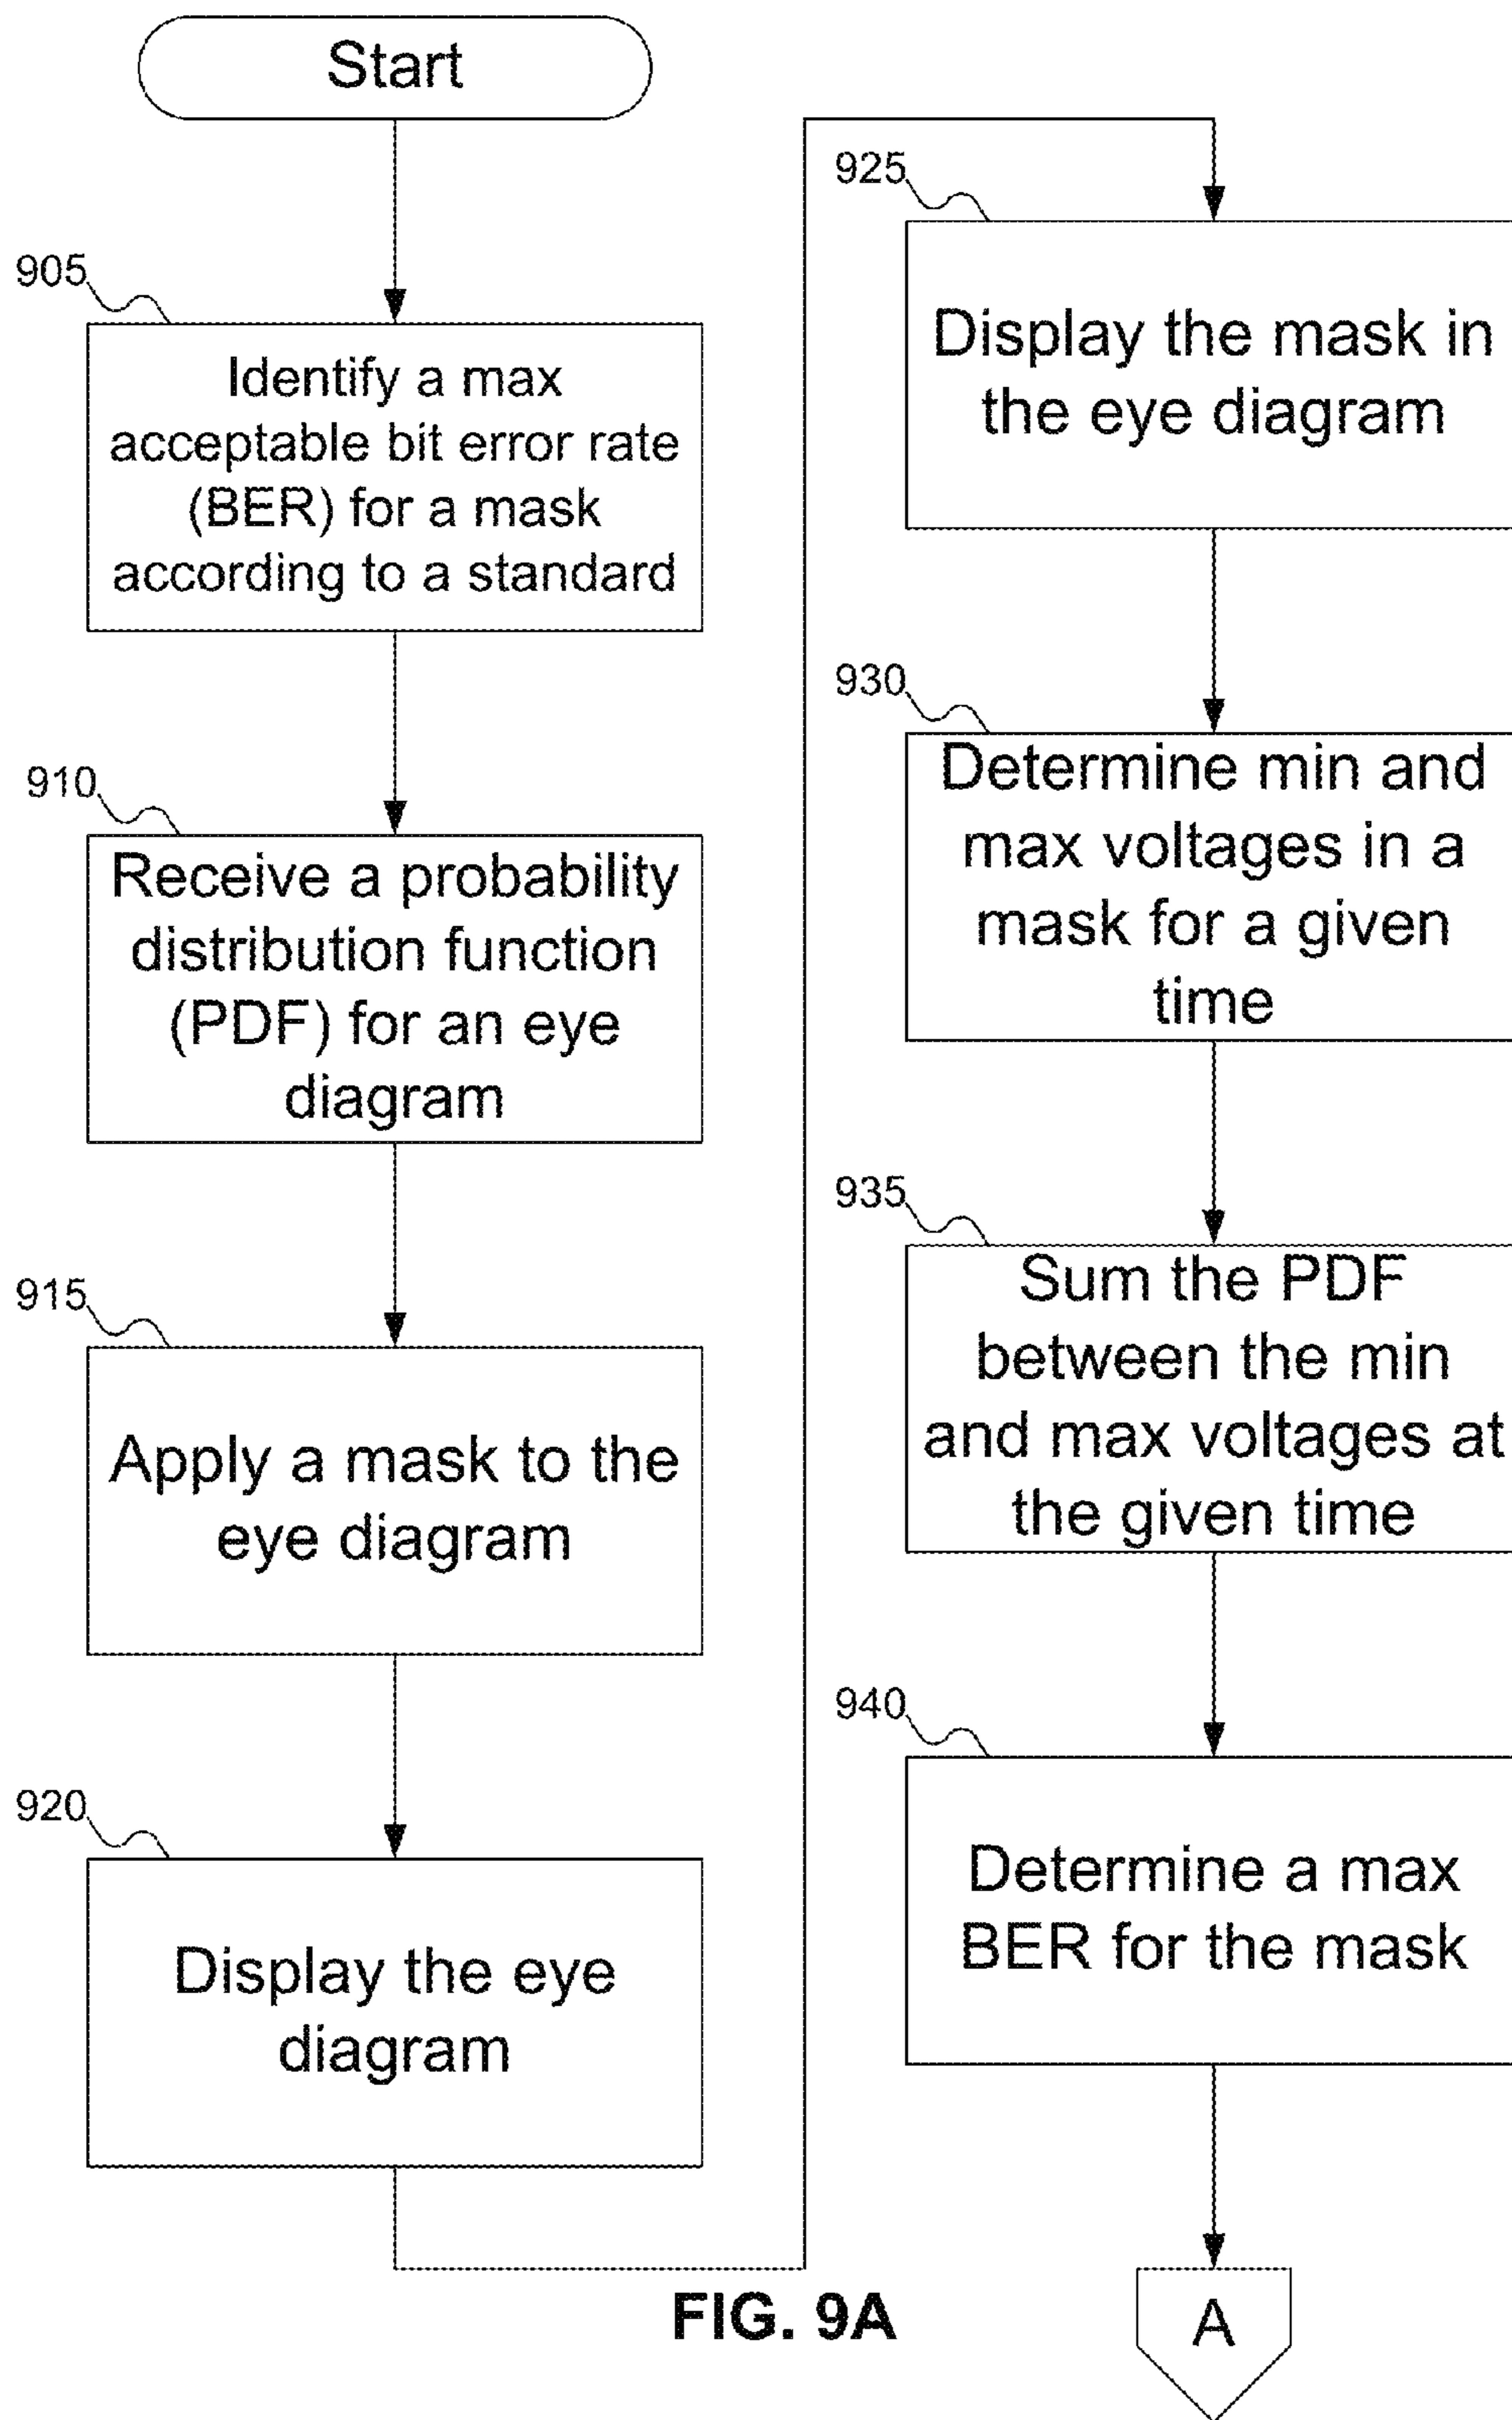 Start
905
Identify a max
acceptable bit error rate
(BER) for a mask
according to a standard
910
Receive a probability
distribution function
(PDF) for an eye
diagram
915
Apply a mask to the
eye diagram
920
Display the eye
diagram
925
Display the mask in
the eye diagram
930
Determine min and
max voltages in a
mask for a given
time
935
Sum the PDF
between the min
and max voltages at
the given time
940
Determine a max
BER for the mask
A
FIG. 9A